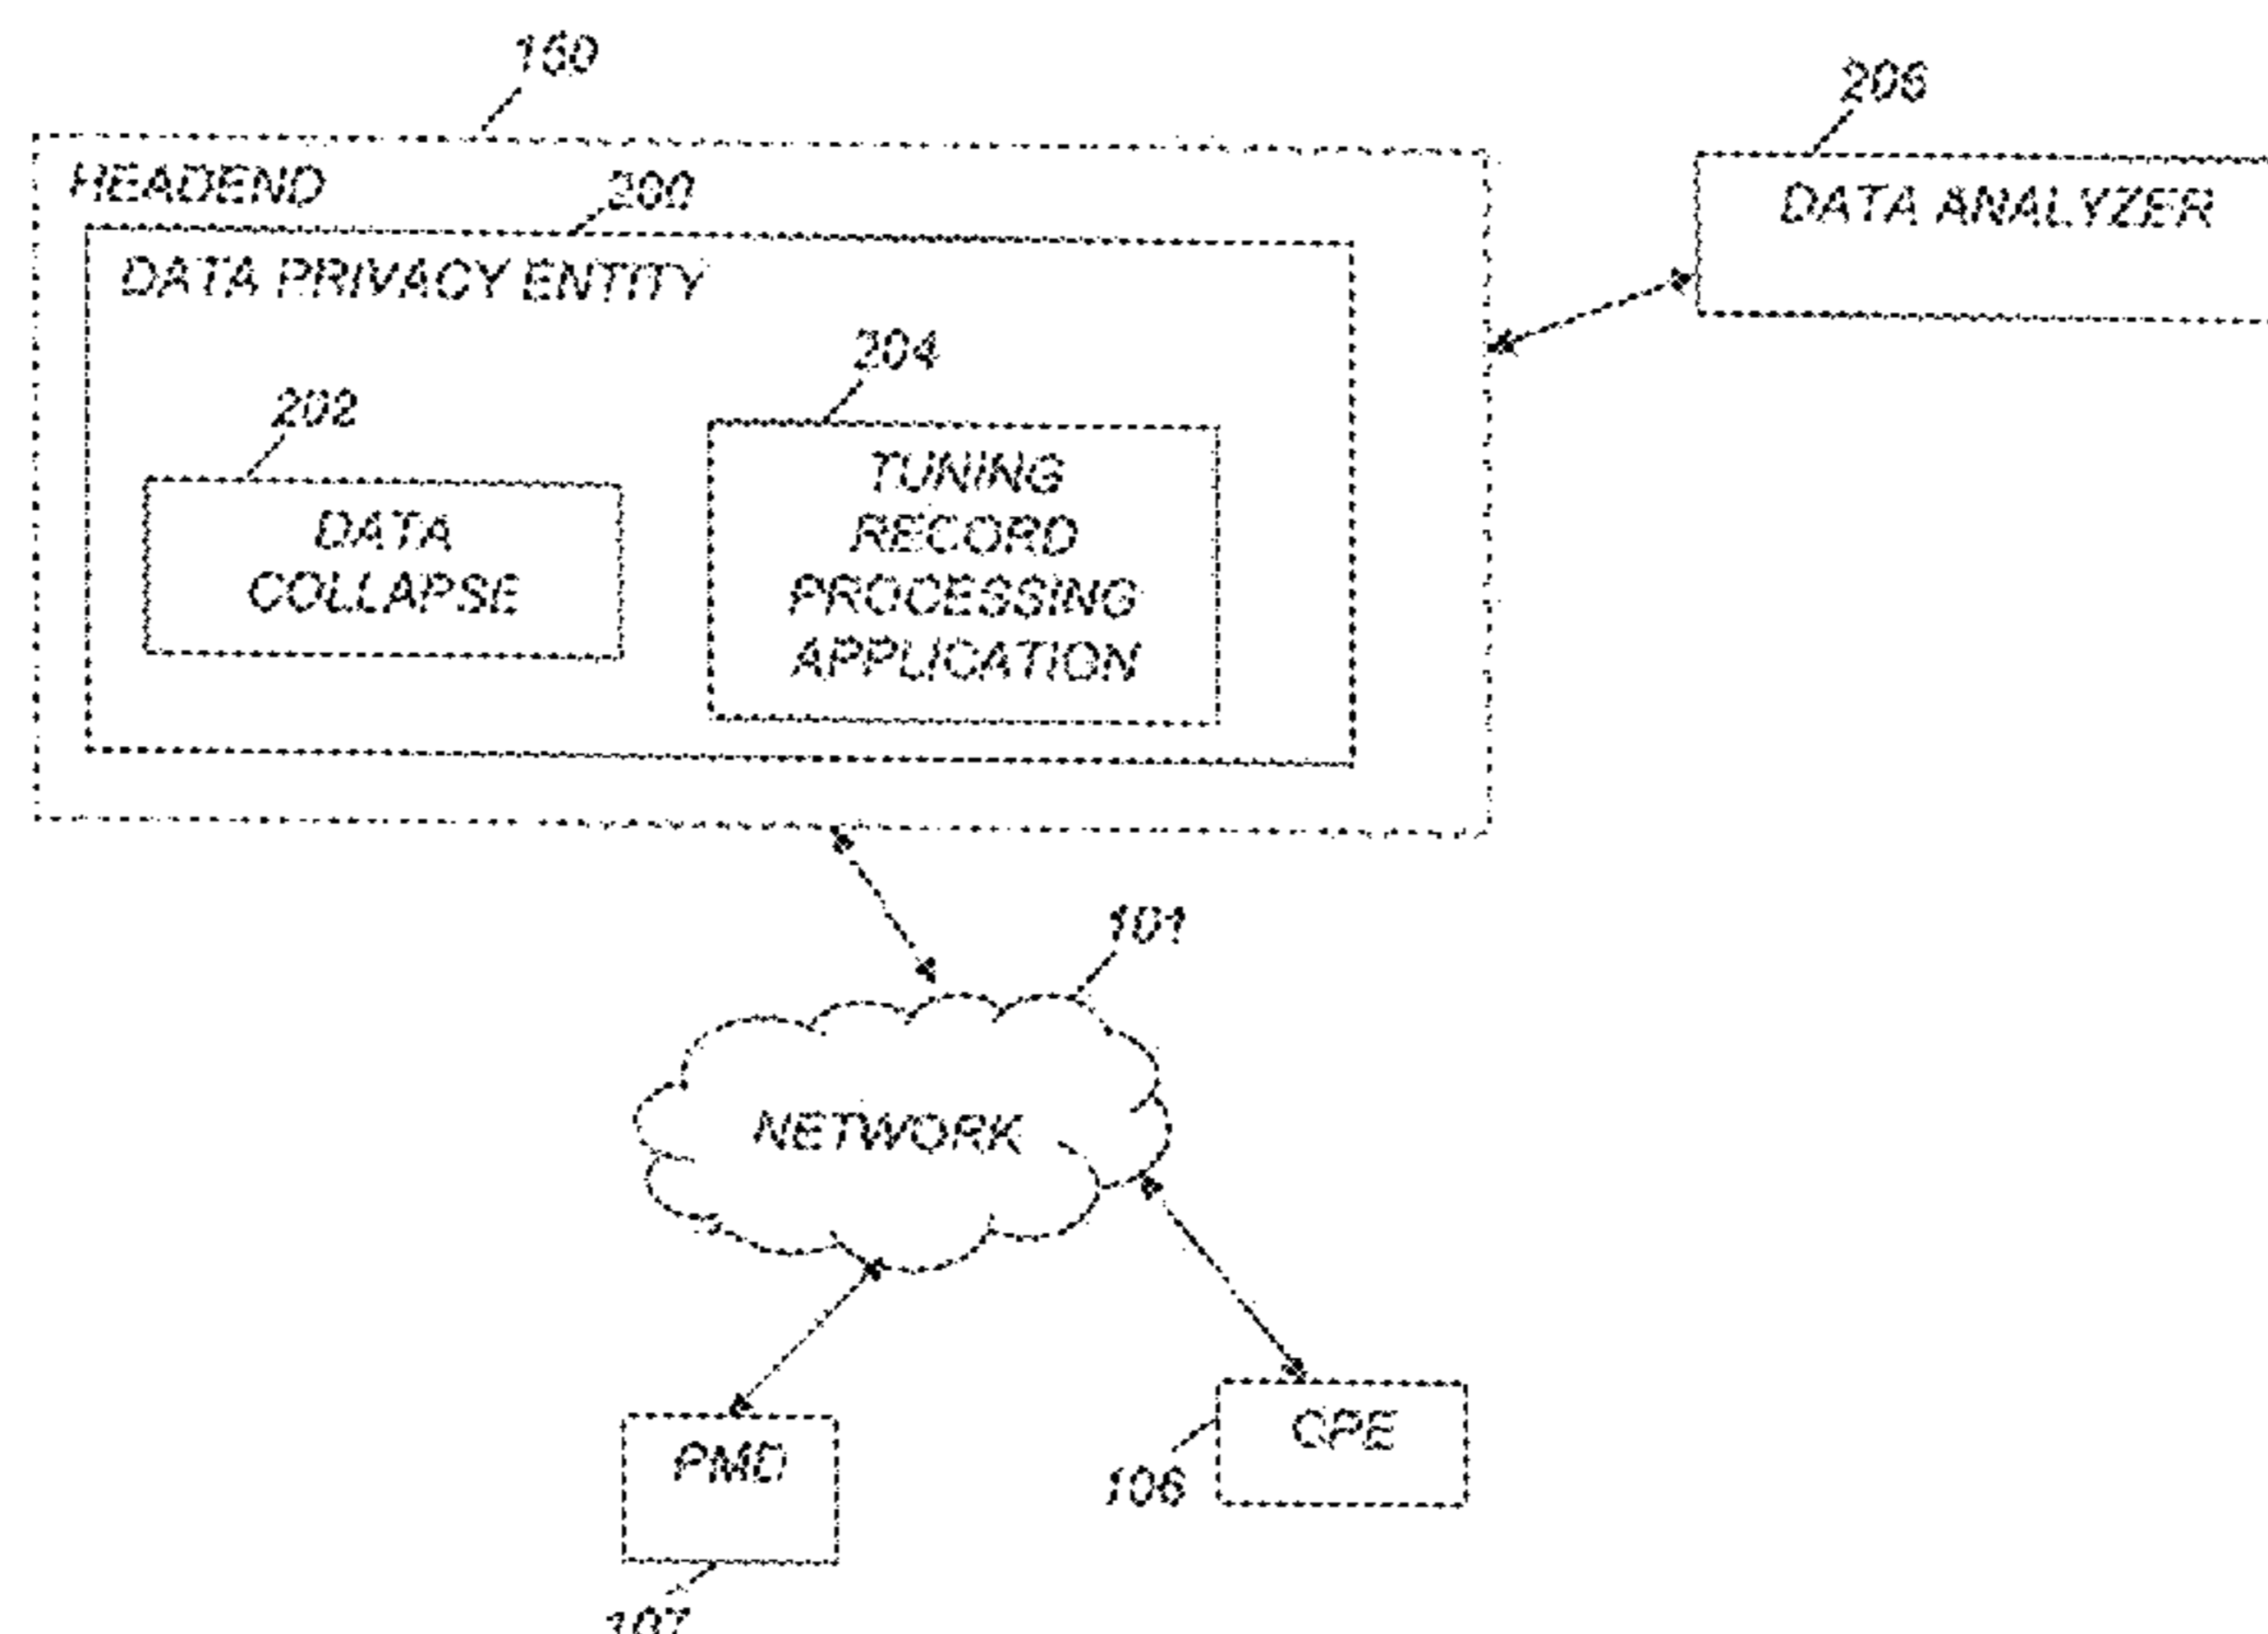 150
206
HEADEND
200
DATA ANALYZER
DATA PRIVACY ENTITY
204
202
TUNING
RECORD
PROCESSING
APPLICATION
DATA
COLLAPSE
101
NETWORK
PMD
CPE
106
107